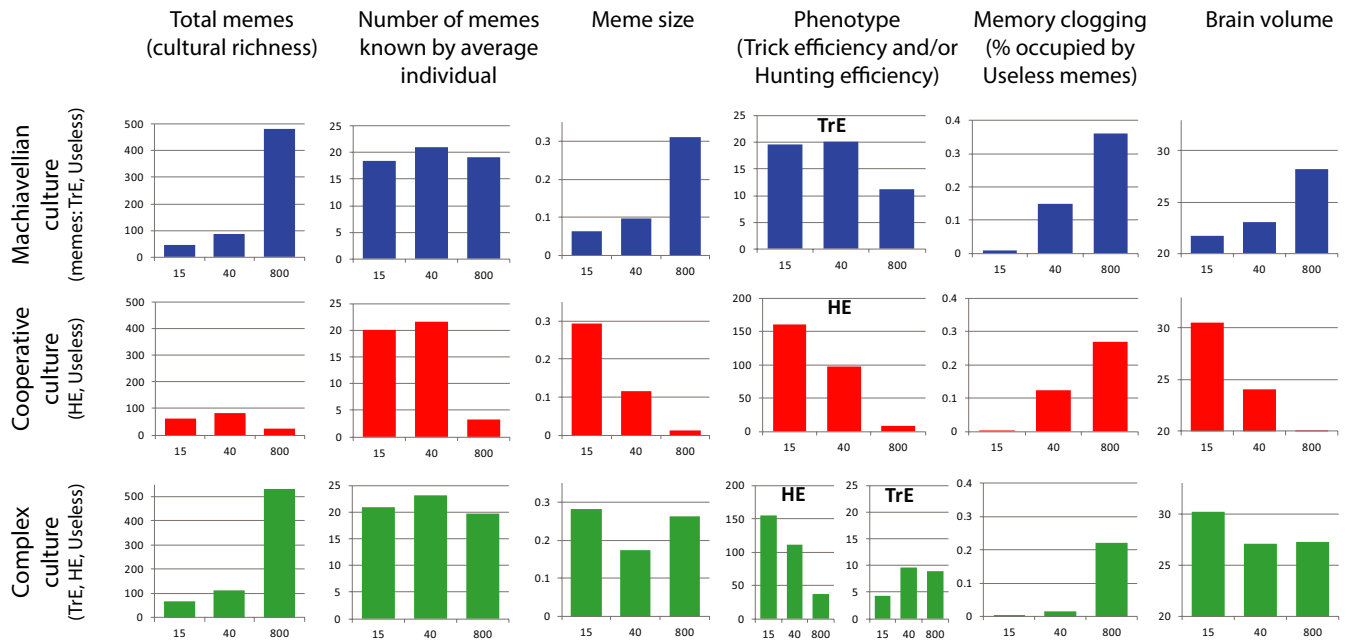 Total memes
(cultural richness)
Number of memes
known by average
individual
Meme size
Phenotype
(Trick efficiency and/or
Hunting efficiency)
Memory clogging
(% occupied by
Useless memes)
Brain volume
Machiavellian
culture
(memes: TrE, Useless)
500
400
300
200
100
0
15 40 800
25
20
15
10
5
0
15 40 800
0.3
0.2
0.1
0
15 40 800
TrE
25
20
15
10
5
0
15 40 800
0.4
0.3
0.2
0.1
0
15 40 800
30
25
20
15 40 800
Cooperative
culture
(HE, Useless)
500
400
300
200
100
0
15 40 800
25
20
15
10
5
0
15 40 800
0.3
0.2
0.1
0
15 40 800
HE
200
150
100
50
0
15 40 800
0.4
0.3
0.2
0.1
0
15 40 800
30
25
20
15 40 800
Complex
culture
(TrE, HE, Useless)
500
400
300
200
100
0
15 40 800
25
20
15
10
5
0
15 40 800
0.3
0.2
0.1
0
15 40 800
HE
200
150
100
50
0
15 40 800
TrE
25
20
15
10
5
0
15 40 800
0.4
0.3
0.2
0.1
0
15 40 800
30
25
20
15 40 800